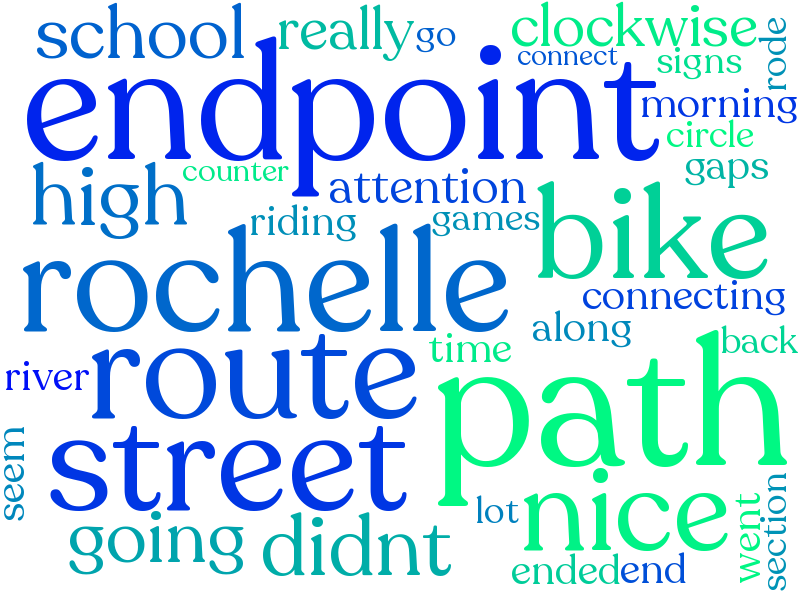 school
really
go
clockwise
rode
endpoint
connect
signs
morning
circle
gaps
high
counter
attention
bike
riding
games
rochelle
connecting
along
back
time
river
route
path
street
seem
nice
lot
section
went
going
didnt
ended
end